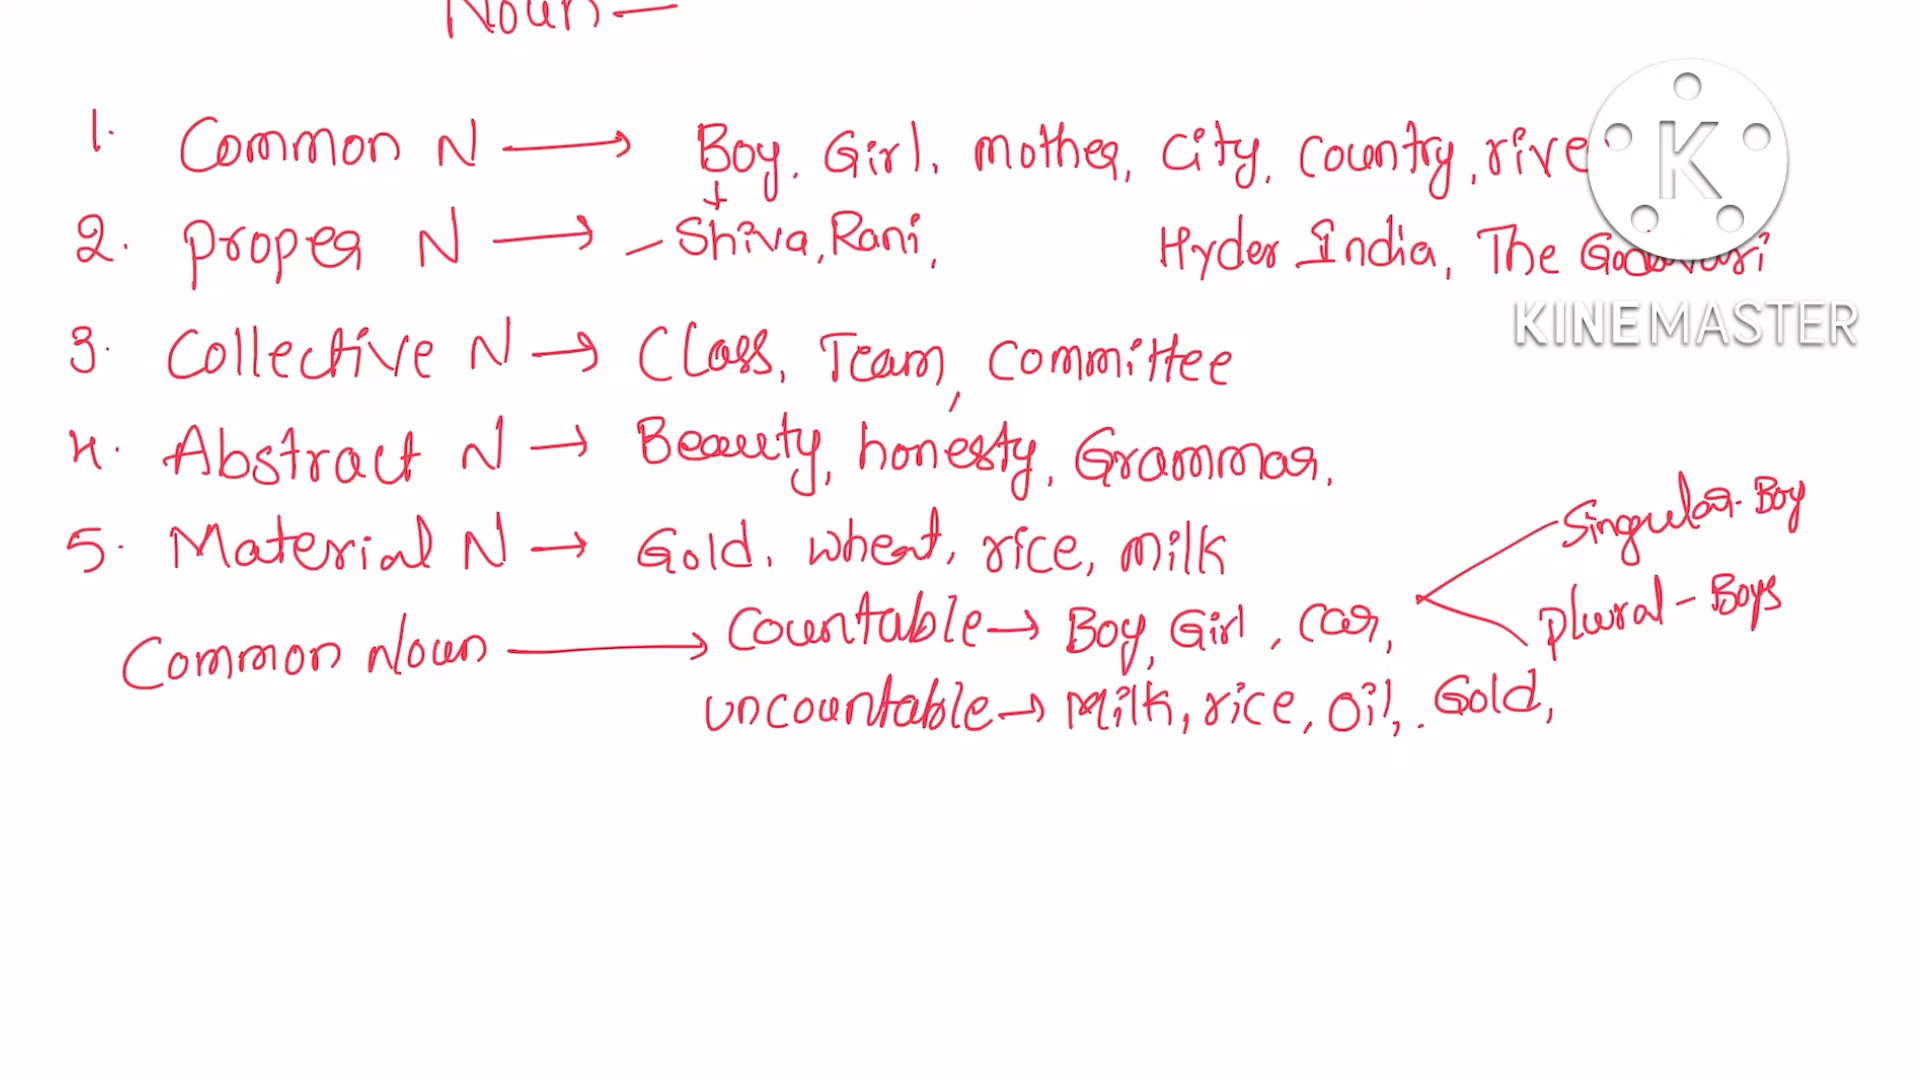 Noun —
1. Common N → Boy, Girl, mother, City, Country, rive
2. Proper N → – Shiva, Rani, Hyder India, The Godavari
3. Collective N → Class, Team, Committee
4. Abstract N → Beauty, honesty, Grammar,
5. Material N → Gold, wheat, rice, Milk
Singular - Boy
Common Noun → Countable → Boy, Girl, Car, plural - Boys
uncountable → Milk, rice, oil, Gold,
K
KINEMASTER